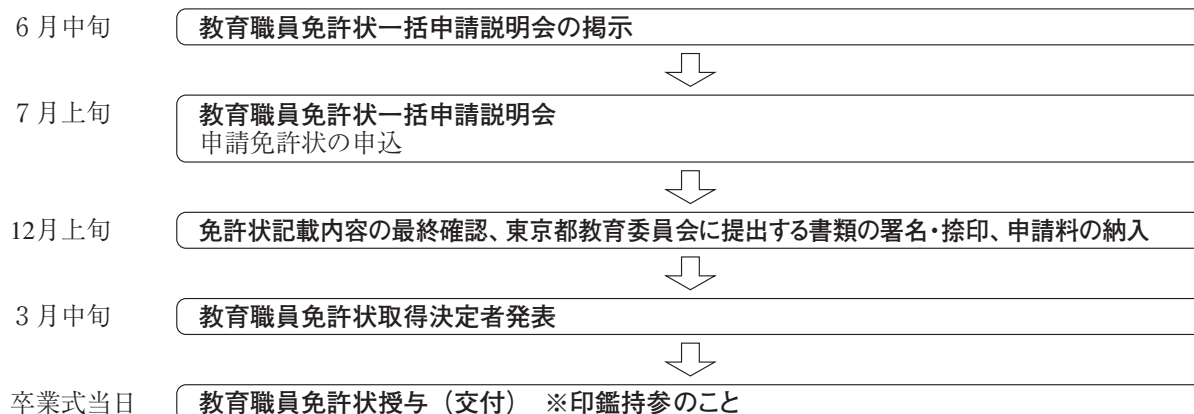 6月中旬 教育職員免許状一括申請説明会の掲示
7月上旬 教育職員免許状一括申請説明会
申請免許状の申込
12月上旬 免許状記載内容の最終確認、東京都教育委員会に提出する書類の署名・捺印、申請料の納入
3月中旬 教育職員免許状取得決定者発表
卒業式当日 教育職員免許状授与（交付） ※印鑑持参のこと